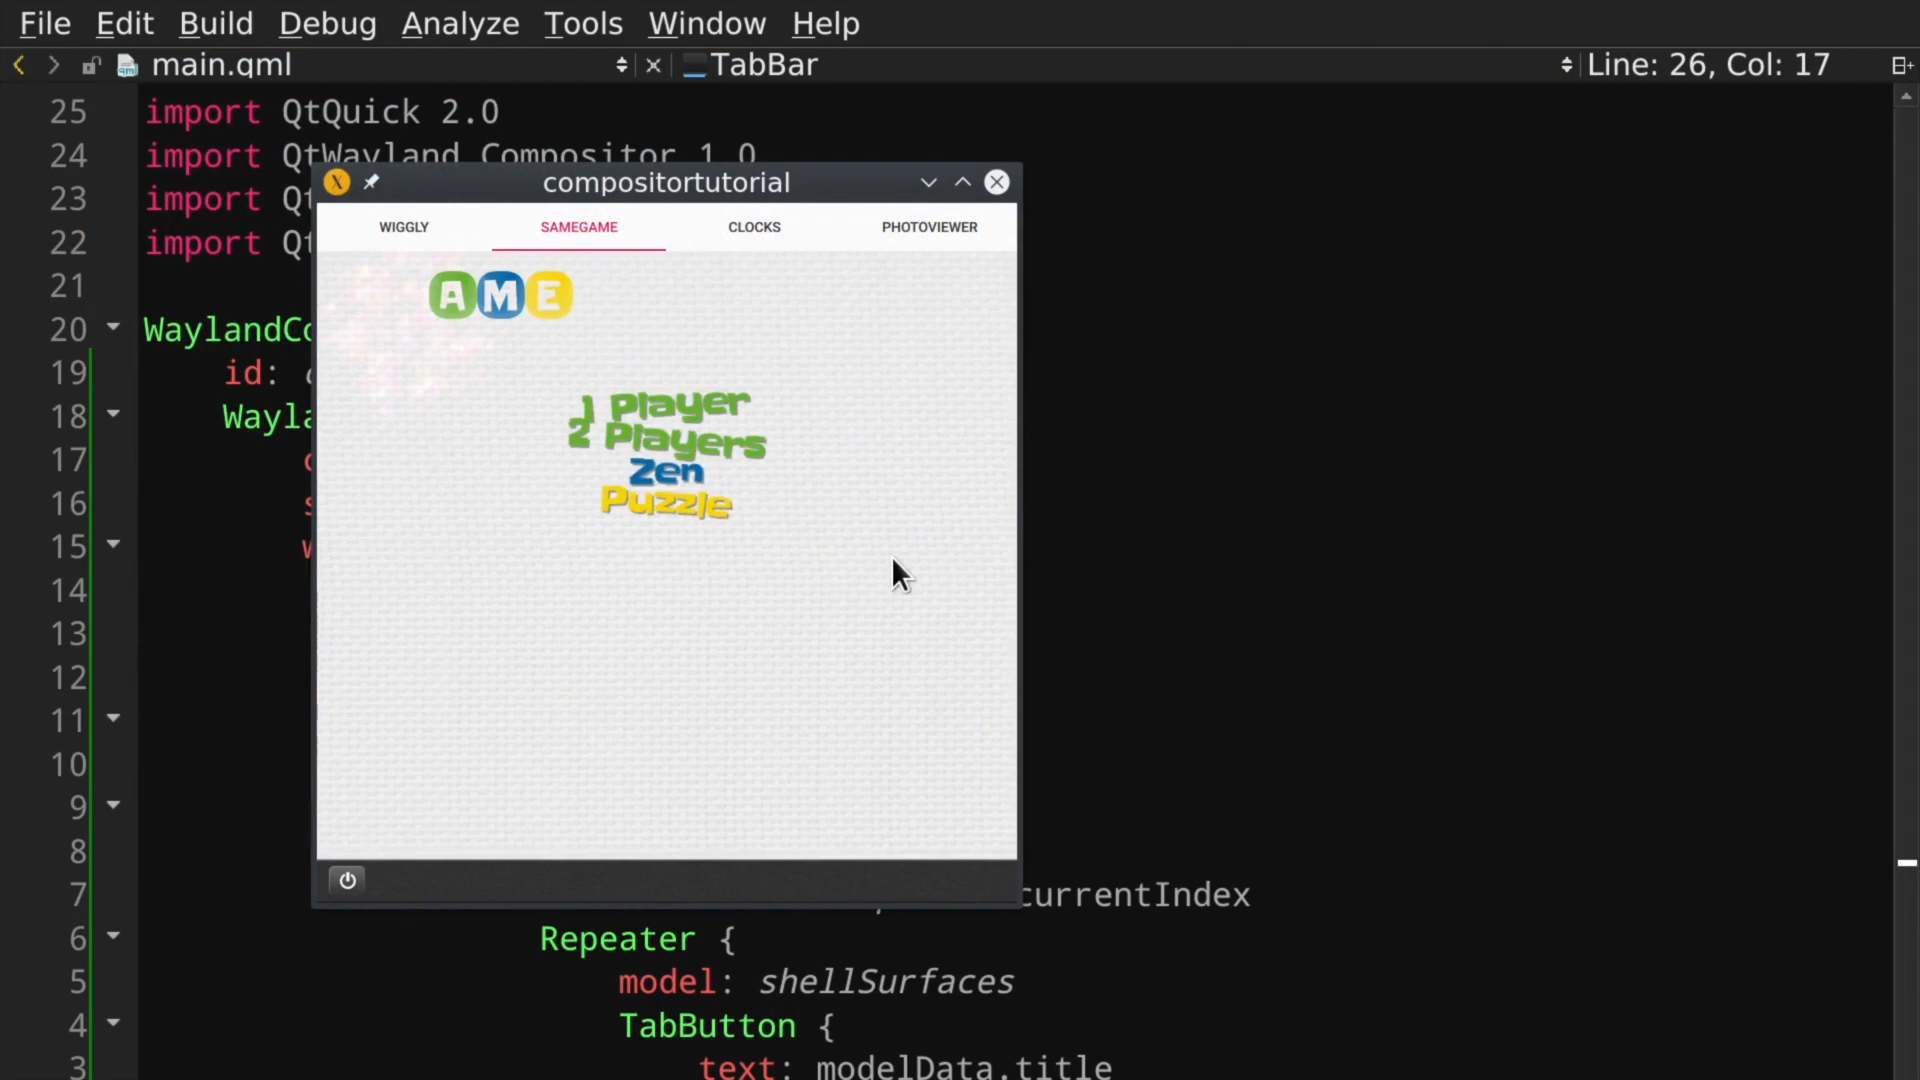 File Edit Build Debug Analyze Tools Window Help
main.qml TabBar Line: 26, Col: 17
25 import QtQuick 2.0
24 import QtWayland.Compositor 1.0
23 import Qt
22 import Qt
21
20 WaylandCo
19 id:
18 Wayla
17
16
15
14
13
12
11
10
9
8
7 currentIndex
6 Repeater {
5 model: shellSurfaces
4 TabButton {
3 text: modelData.title
compositortutorial
WIGGLY SAMEGAME CLOCKS PHOTOVIEWER
AME
1 Player
2 Players
Zen
Puzzle